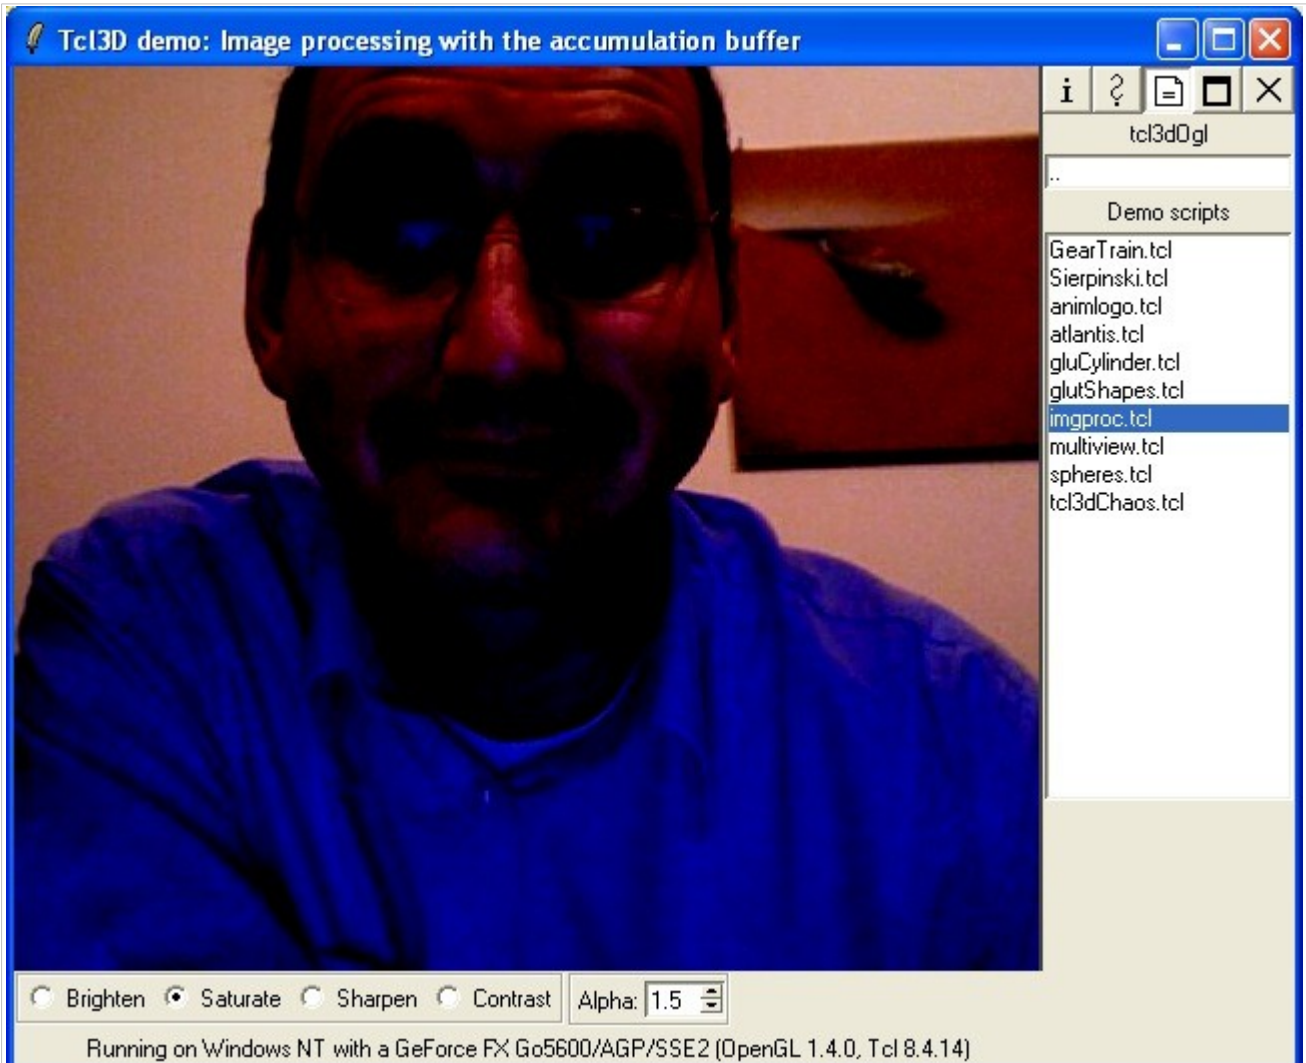 Tcl3D demo: Image processing with the accumulation buffer
i ?
tcl3dOgl
..
Demo scripts
GearTrain.tcl
Sierpinski.tcl
animlogo.tcl
atlantis.tcl
gluCylinder.tcl
glutShapes.tcl
imgproc.tcl
multiview.tcl
spheres.tcl
tcl3dChaos.tcl
Brighten Saturate Sharpen Contrast Alpha: 1.5
Running on Windows NT with a GeForce FX Go5600/AGP/SSE2 (OpenGL 1.4.0, Tcl 8.4.14)